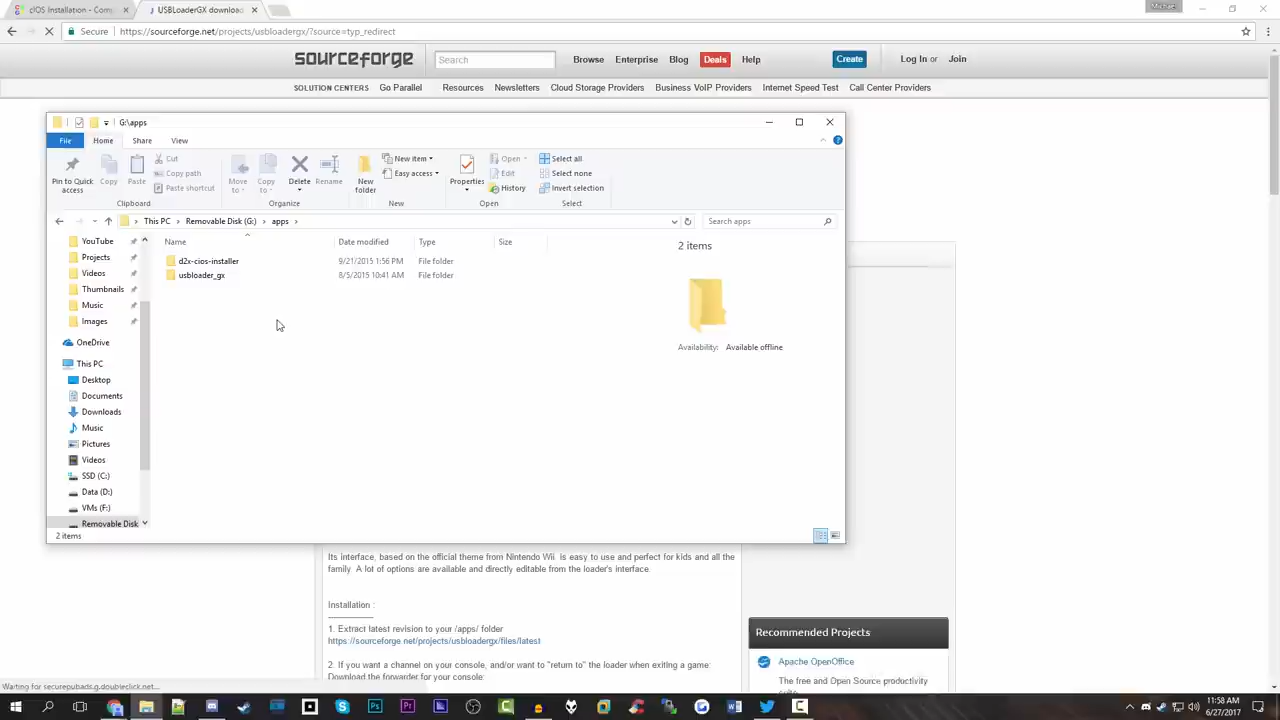 cIOS Installation - Comp
USBLoaderGX download
Michael
Secure
https://sourceforge.net/projects/usbloadergx/?source=typ_redirect
sourceforge
Search
Browse
Enterprise
Blog
Deals
Help
Create
Log In or
Join
SOLUTION CENTERS
Go Parallel
Resources
Newsletters
Cloud Storage Providers
Business VoIP Providers
Internet Speed Test
Call Center Providers
G:\apps
File
Home
Share
View
Pin to Quick access
Copy
Paste
Cut
Copy path
Paste shortcut
Clipboard
Move to
Copy to
Delete
Rename
Organize
New folder
New item
Easy access
New
Properties
Open
Edit
History
Open
Select all
Select none
Invert selection
Select
This PC
Removable Disk (G:)
apps
Search apps
YouTube
Projects
Videos
Thumbnails
Music
Images
OneDrive
This PC
Desktop
Documents
Downloads
Music
Pictures
Videos
SSD (C:)
Data (D:)
VMs (F:)
Removable Disk
Name
Date modified
Type
Size
d2x-cios-installer
9/21/2015 1:56 PM
File folder
usbloader_gx
8/5/2015 10:41 AM
File folder
2 items
Availability:
Available offline
2 items
Its interface, based on the official theme from Nintendo Wii, is easy to use and perfect for kids and all the
family. A lot of options are available and directly editable from the loader's interface.
Installation :
1. Extract latest revision to your /apps/ folder
https://sourceforge.net/projects/usbloadergx/files/latest
2. If you want a channel on your console, and/or want to "return to" the loader when exiting a game:
Download the forwarder for your console:
Recommended Projects
Apache OpenOffice
The free and Open Source productivity
suite
Waiting for securepubads.g.doubleclick.net...
11:58 AM
6/27/2017